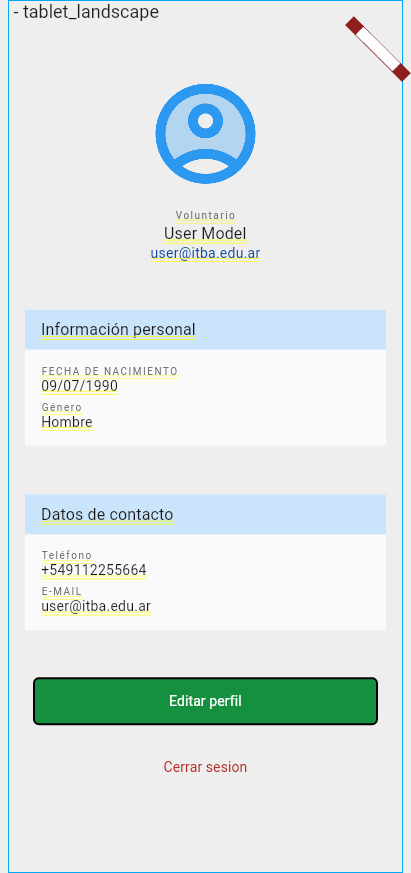 - tablet_landscape
Voluntario
User Model
user@itba.edu.ar
Información personal
FECHA DE NACIMIENTO
09/07/1990
Género
Hombre
Datos de contacto
Teléfono
+549112255664
E-MAIL
user@itba.edu.ar
Editar perfil
Cerrar sesion